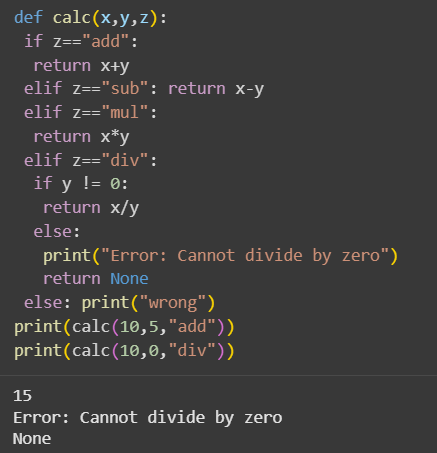 def calc(x,y,z):
 if z=="add":
  return x+y
 elif z=="sub": return x-y
 elif z=="mul":
  return x*y
 elif z=="div":
  if y != 0:
   return x/y
  else:
   print("Error: Cannot divide by zero")
   return None
 else: print("wrong")
print(calc(10,5,"add"))
print(calc(10,0,"div"))
15
Error: Cannot divide by zero
None